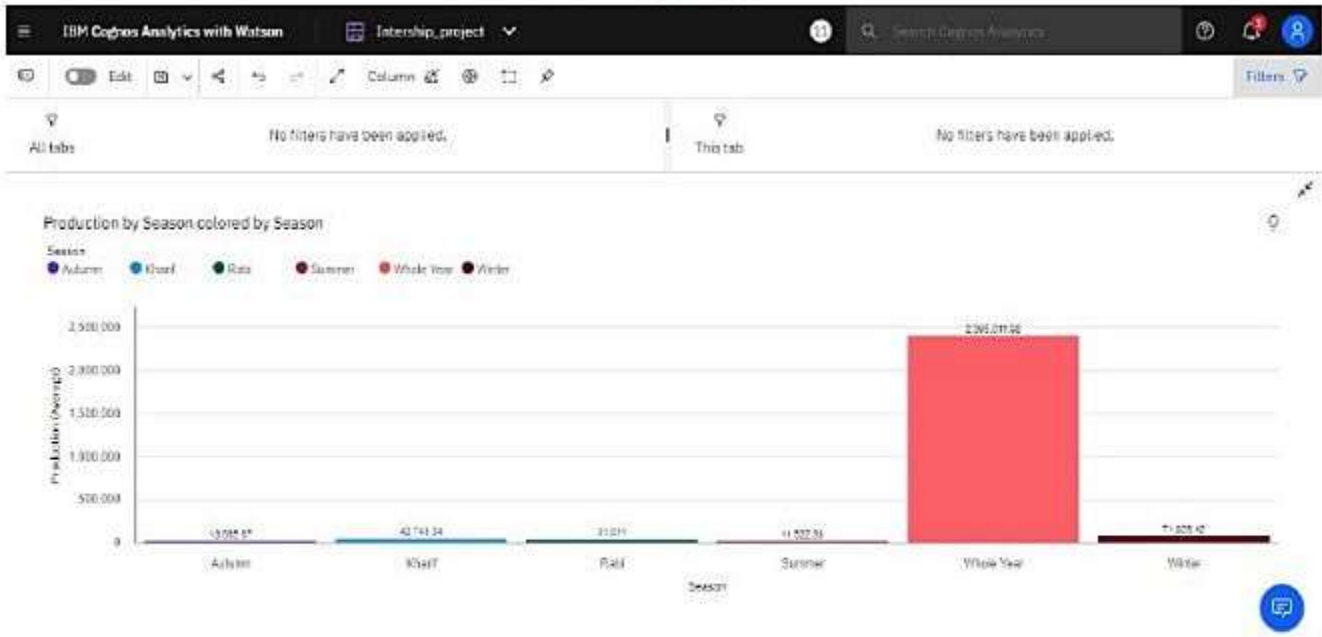 IBM Cognos Analytics with Watson Intership_project Search Cognos Analytics
Edit Column Filters
All tabs No filters have been applied. This tab No filters have been applied.
Production by Season colored by Season
Season
Autumn Kharif Rabi Summer Whole Year Winter
Production (Average)
2,500,000
2,000,000
1,500,000
1,000,000
500,000
0
Autumn Kharif Rabi Summer Whole Year Winter
Season